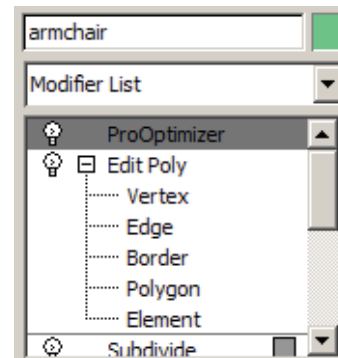 armchair
Modifier List
ProOptimizer
Edit Poly
Vertex
Edge
Border
Polygon
Element
Subdivide